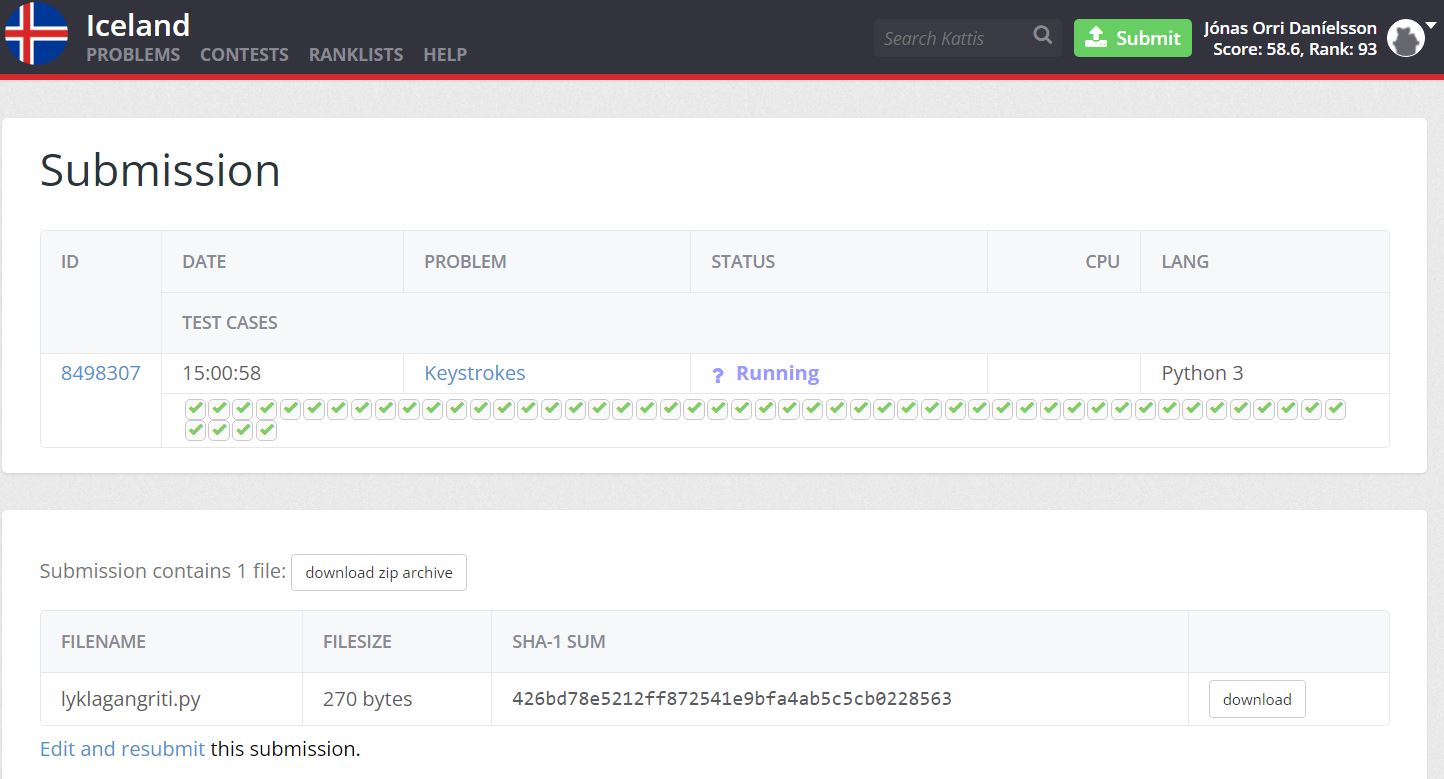 Iceland
PROBLEMS CONTESTS RANKLISTS HELP
Search Kattis
Submit
Jónas Orri Daníelsson
Score: 58.6, Rank: 93
Submission
ID DATE PROBLEM STATUS CPU LANG
TEST CASES
8498307 15:00:58 Keystrokes ? Running Python 3
Submission contains 1 file: download zip archive
FILENAME FILESIZE SHA-1 SUM
lyklagangriti.py 270 bytes 426bd78e5212ff872541e9bfa4ab5c5cb0228563 download
Edit and resubmit this submission.